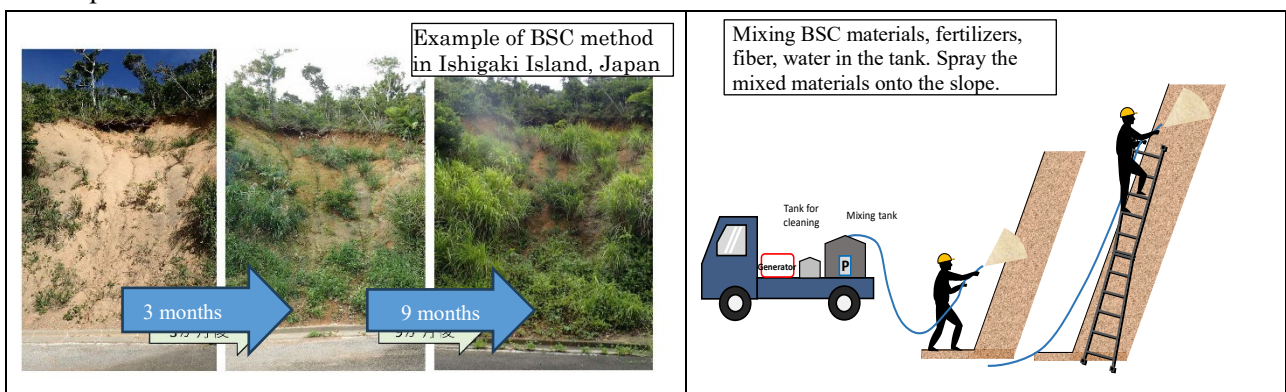 Example of BSC method
in Ishigaki Island, Japan
3 months
9 months
Mixing BSC materials, fertilizers,
fiber, water in the tank. Spray the
mixed materials onto the slope.
Tank for
cleaning
Mixing tank
Generator
P